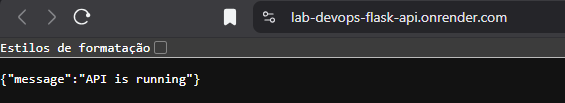 lab-devops-flask-api.onrender.com
Estilos de formatação
{"message":"API is running"}